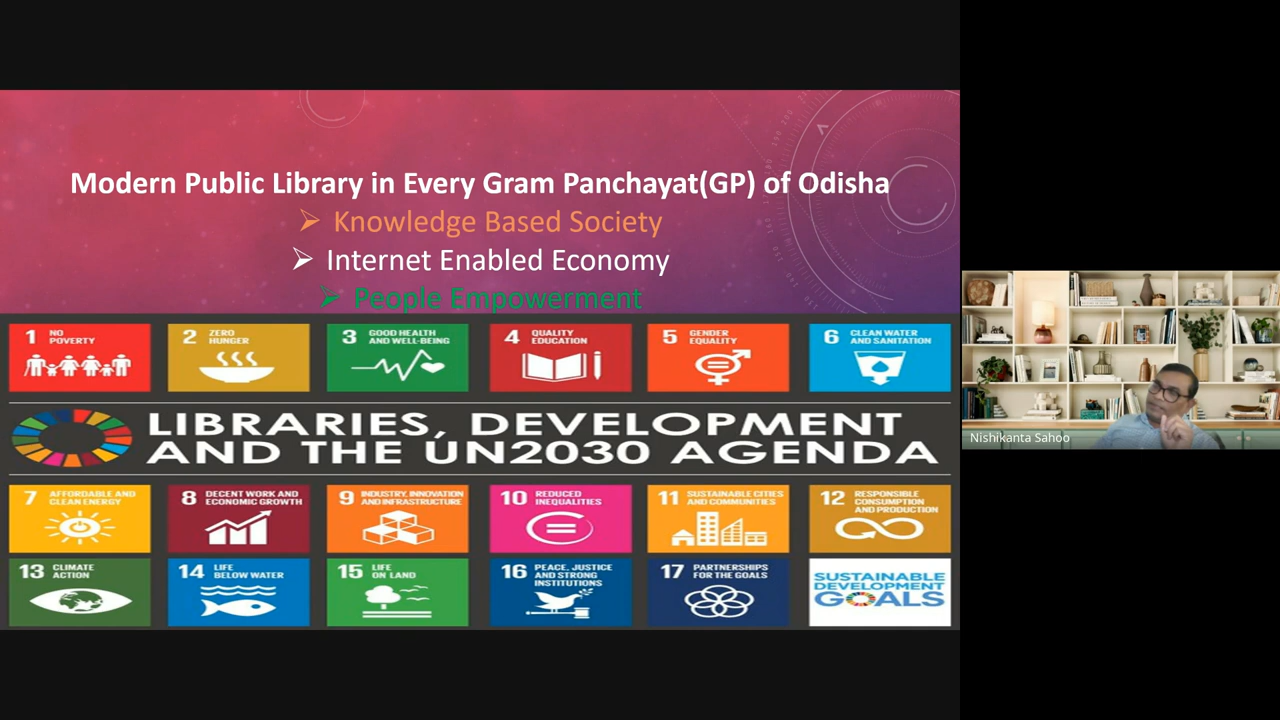 Modern Public Library in Every Gram Panchayat(GP) of Odisha
➢ Knowledge Based Society
➢ Internet Enabled Economy
➢ People Empowerment
1 NO
POVERTY
2 ZERO
HUNGER
3 GOOD HEALTH
AND WELL-BEING
4 QUALITY
EDUCATION
5 GENDER
EQUALITY
6 CLEAN WATER
AND SANITATION
LIBRARIES, DEVELOPMENT
AND THE UN2030 AGENDA
7 AFFORDABLE AND
CLEAN ENERGY
8 DECENT WORK AND
ECONOMIC GROWTH
9 INDUSTRY, INNOVATION
AND INFRASTRUCTURE
10 REDUCED
INEQUALITIES
11 SUSTAINABLE CITIES
AND COMMUNITIES
12 RESPONSIBLE
CONSUMPTION
AND PRODUCTION
13 CLIMATE
ACTION
14 LIFE
BELOW WATER
15 LIFE
ON LAND
16 PEACE, JUSTICE
AND STRONG
INSTITUTIONS
17 PARTNERSHIPS
FOR THE GOALS
SUSTAINABLE
DEVELOPMENT
GOALS
Nishikanta Sahoo